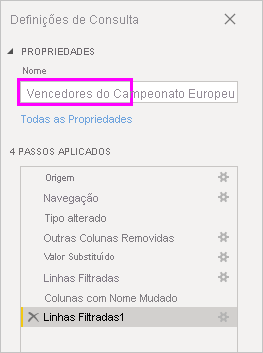 Definições de Consulta
PROPRIEDADES
Nome
Vencedores do Campeonato Europeu
Todas as Propriedades
4 PASSOS APLICADOS
Origem
Navegação
Tipo alterado
Outras Colunas Removidas
Valor Substituído
Linhas Filtradas
Colunas com Nome Mudado
Linhas Filtradas1